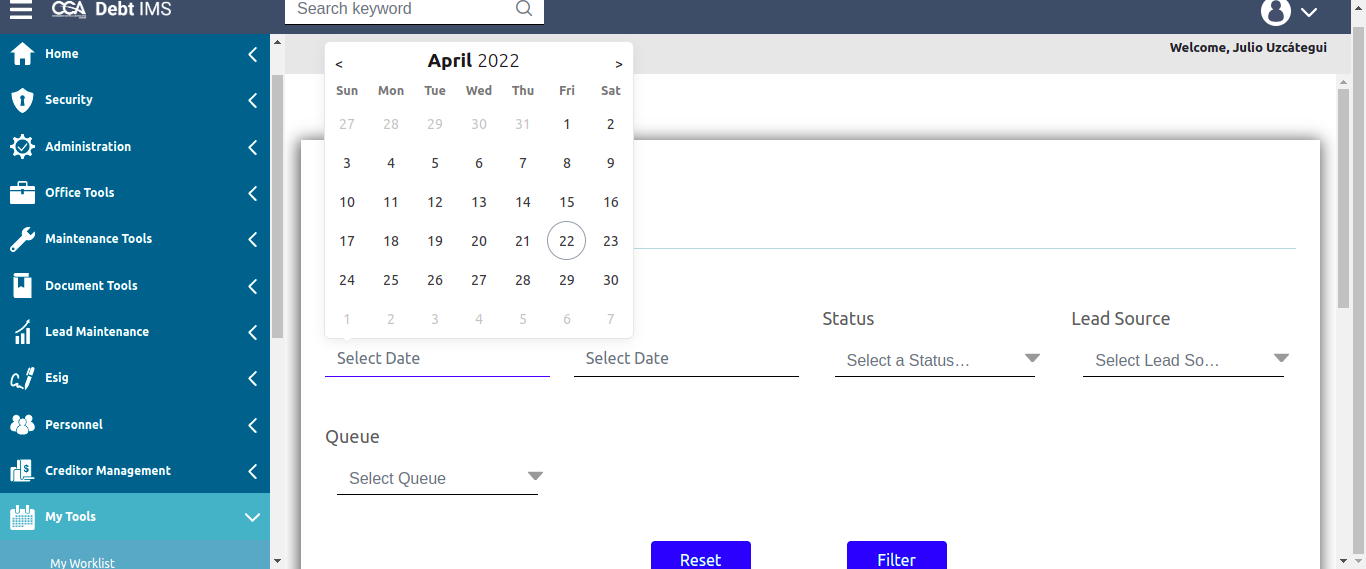 CGA Debt IMS
Search keyword
Welcome, Julio Uzcátegui
Home
Security
Administration
Office Tools
Maintenance Tools
Document Tools
Lead Maintenance
Esig
Personnel
Creditor Management
My Tools
My Worklist
< April 2022 >
Sun Mon Tue Wed Thu Fri Sat
27 28 29 30 31 1 2
3 4 5 6 7 8 9
10 11 12 13 14 15 16
17 18 19 20 21 22 23
24 25 26 27 28 29 30
1 2 3 4 5 6 7
Status Lead Source
Select Date Select Date Select a Status… Select Lead So…
Queue
Select Queue
Reset Filter